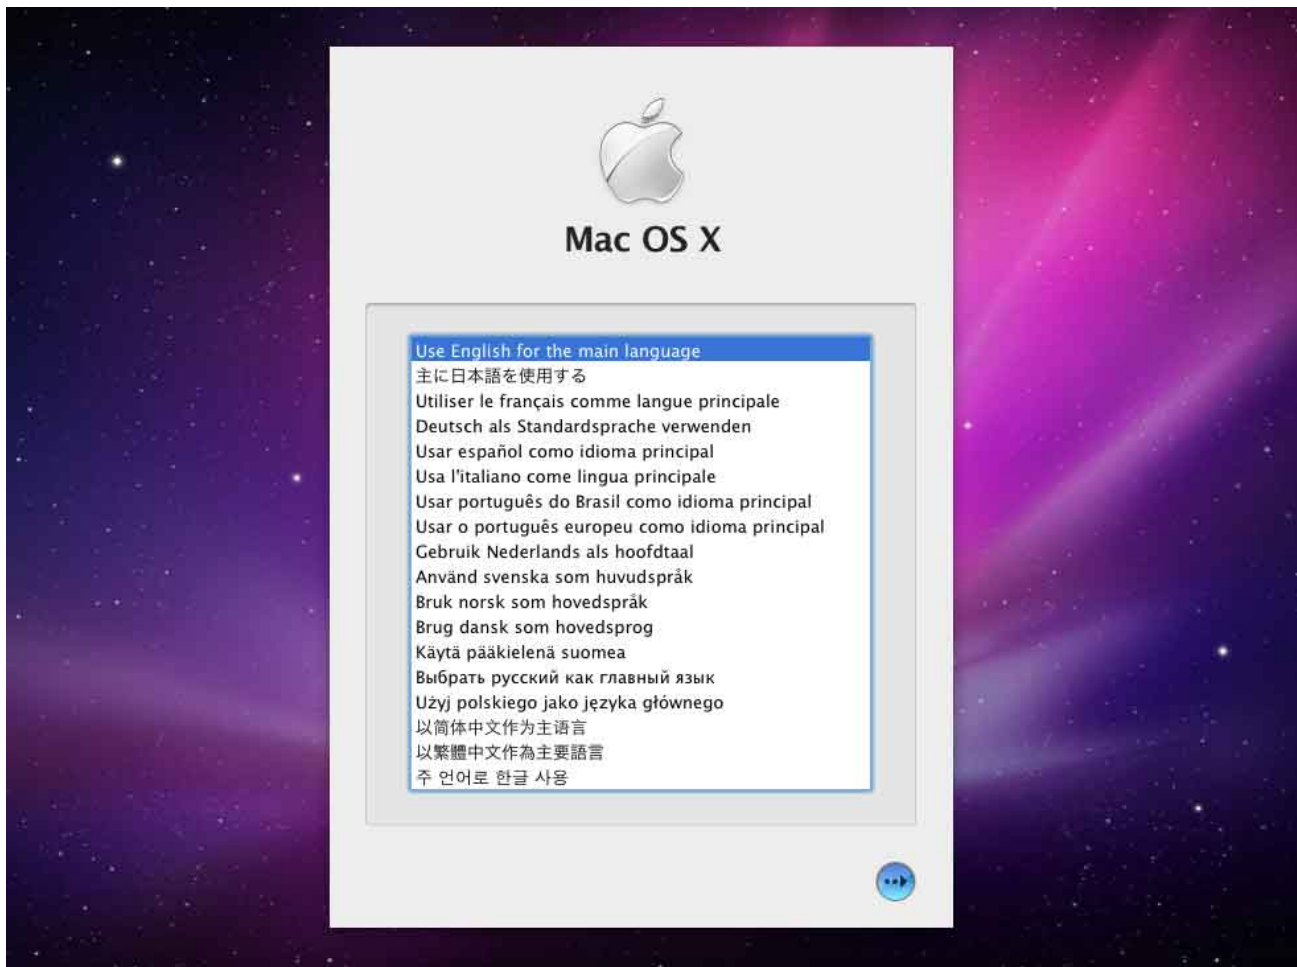 Mac OS X
Use English for the main language
主に日本語を使用する
Utiliser le français comme langue principale
Deutsch als Standardsprache verwenden
Usar español como idioma principal
Usa l'italiano come lingua principale
Usar português do Brasil como idioma principal
Usar o português europeu como idioma principal
Gebruik Nederlands als hoofdtaal
Använd svenska som huvudspråk
Bruk norsk som hovedspråk
Brug dansk som hovedsprog
Käytä pääkielenä suomea
Выбрать русский как главный язык
Użyj polskiego jako języka głównego
以简体中文作为主语言
以繁體中文作為主要語言
주 언어로 한글 사용